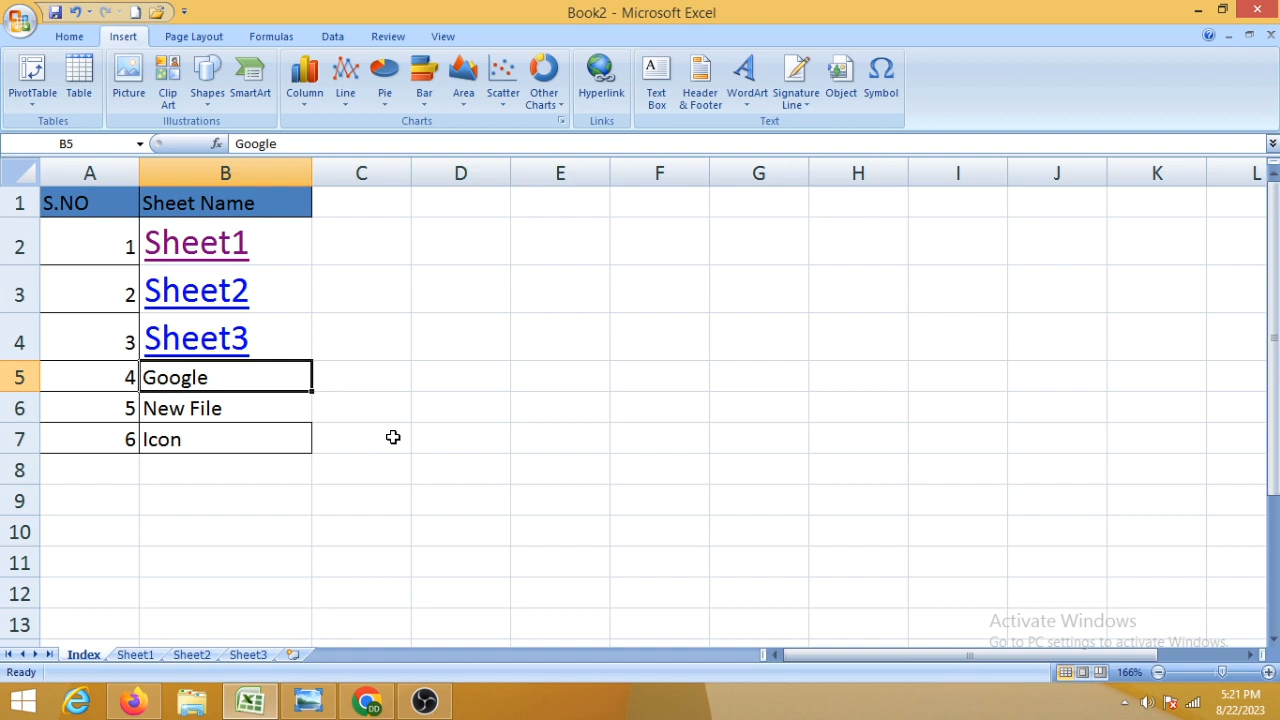 Book2 - Microsoft Excel
Home Insert Page Layout Formulas Data Review View
PivotTable Table Picture Clip Art Shapes SmartArt Column Line Pie Bar Area Scatter Other Charts Hyperlink Text Box Header & Footer WordArt Signature Line Object Symbol
Tables Illustrations Charts Links Text
B5 fx Google
A B C D E F G H I J K L
1 S.NO Sheet Name
2 1 Sheet1
3 2 Sheet2
4 3 Sheet3
5 4 Google
6 5 New File
7 6 Icon
8
9
10
11
12
13
Activate Windows
Go to PC settings to activate Windows.
Index Sheet1 Sheet2 Sheet3
Ready 166%
DD
5:21 PM
8/22/2023